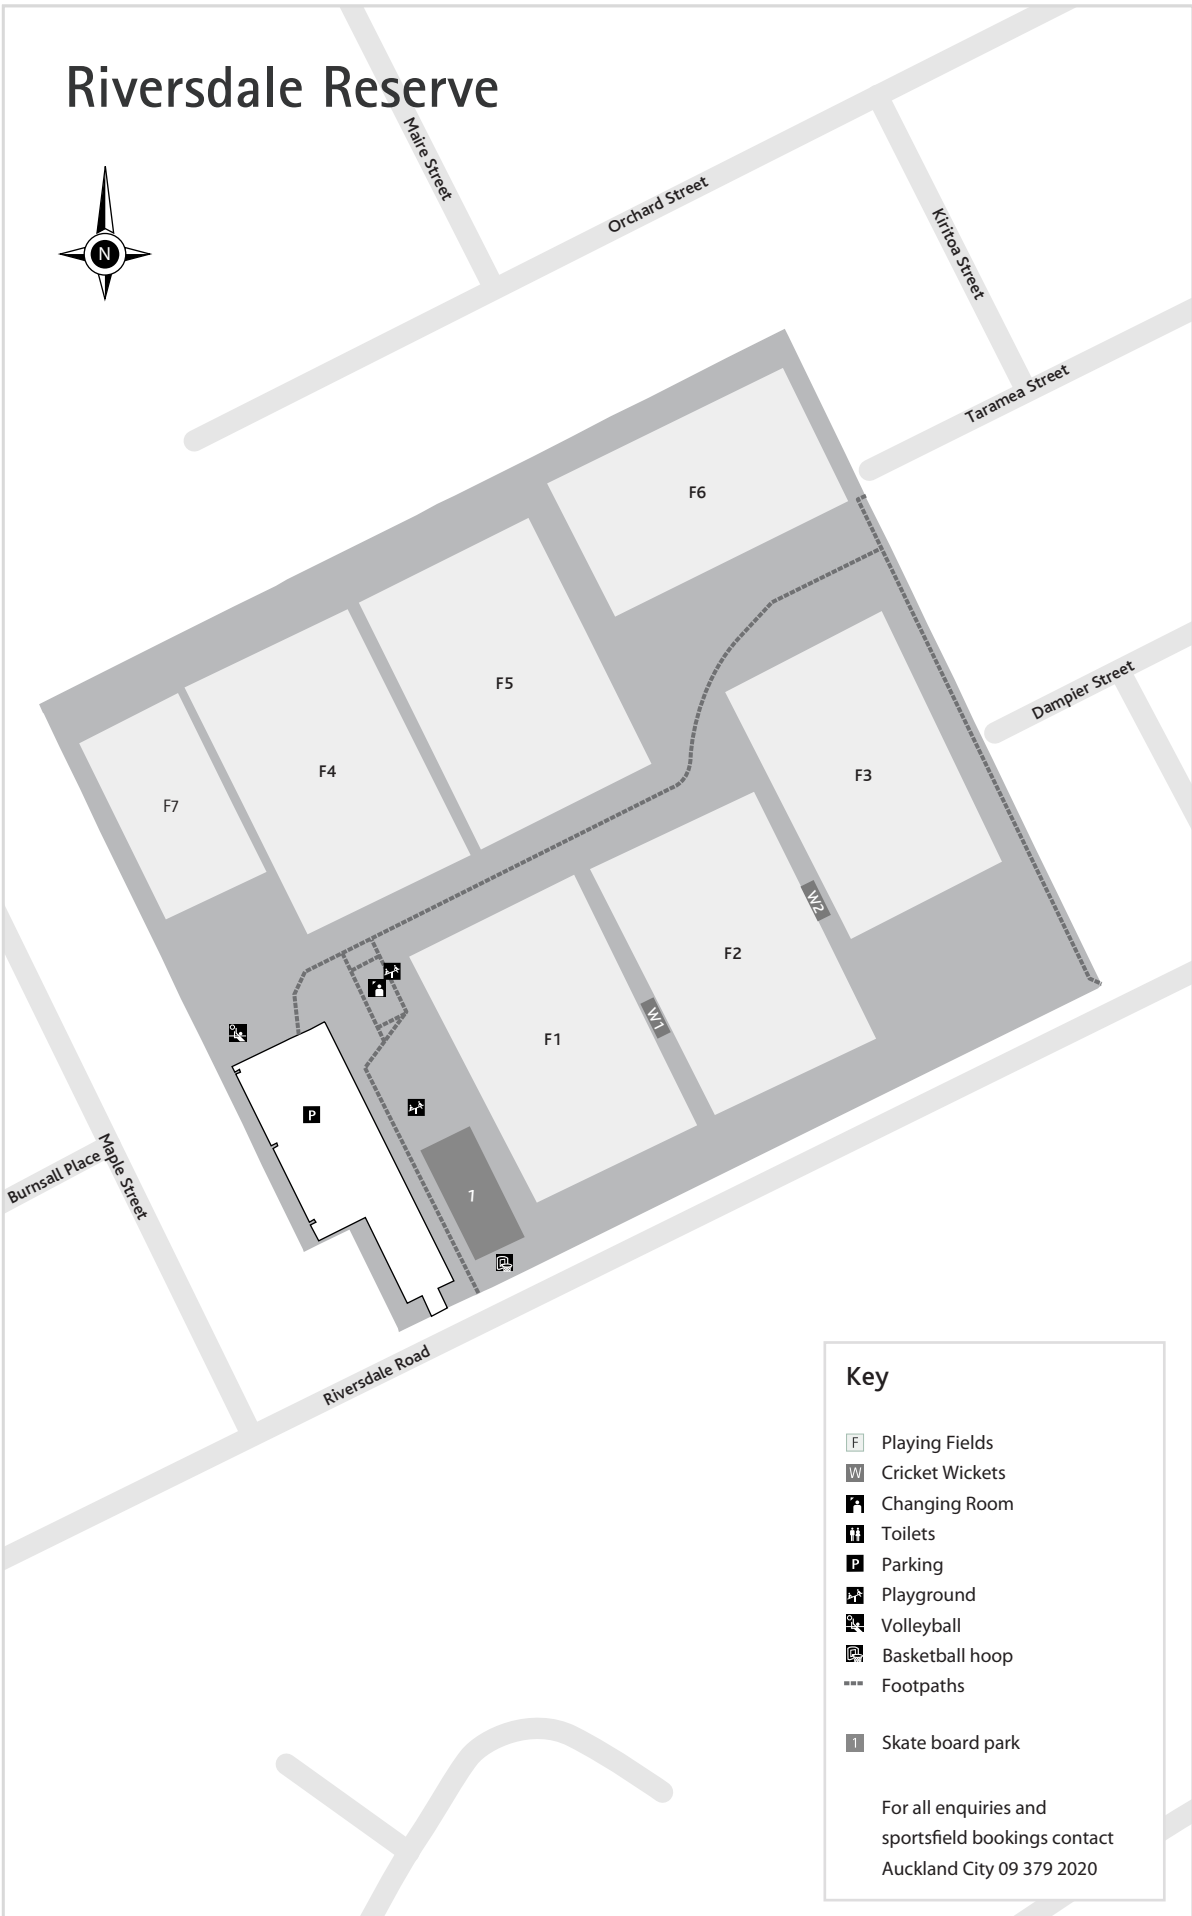 Riversdale Reserve
Maire Street
Orchard Street
N
Kiritoa Street
Taramea Street
F6
F5
Dampier Street
F4
F3
F7
W2
F2
W1
F1
P
Maple Street
Burnsall Place
1
Riversdale Road
Key
F Playing Fields
W Cricket Wickets
Changing Room
Toilets
P Parking
Playground
Volleyball
Basketball hoop
Footpaths
1 Skate board park
For all enquiries and
sportsfield bookings contact
Auckland City 09 379 2020